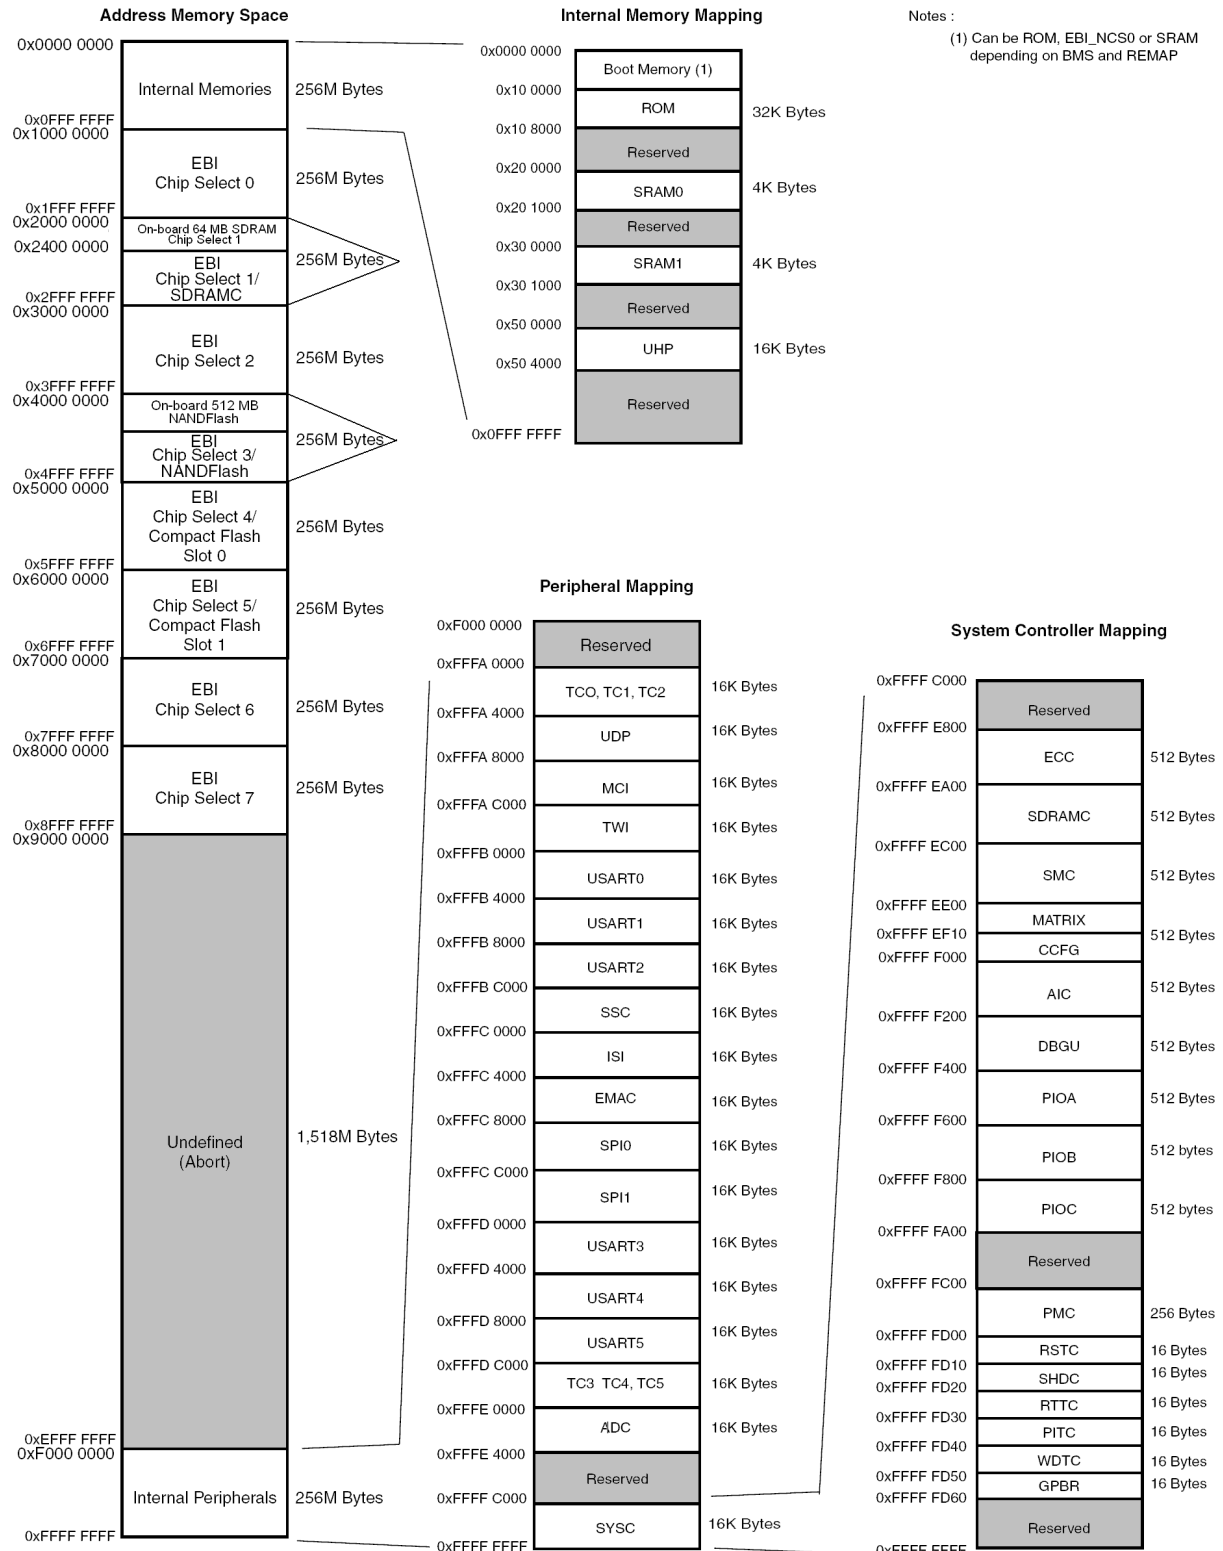 Address Memory Space
0x0000 0000
Internal Memories
256M Bytes
0x0FFF FFFF
0x1000 0000
EBI
Chip Select 0
256M Bytes
0x1FFF FFFF
0x2000 0000
On-board 64 MB SDRAM
Chip Select 1
0x2400 0000
256M Bytes
EBI
Chip Select 1/
SDRAMC
0x2FFF FFFF
0x3000 0000
EBI
Chip Select 2
256M Bytes
0x3FFF FFFF
0x4000 0000
On-board 512 MB
NANDFlash
256M Bytes
EBI
Chip Select 3/
NANDFlash
0x4FFF FFFF
0x5000 0000
EBI
Chip Select 4/
Compact Flash
Slot 0
256M Bytes
0x5FFF FFFF
0x6000 0000
EBI
Chip Select 5/
Compact Flash
Slot 1
256M Bytes
0x6FFF FFFF
0x7000 0000
EBI
Chip Select 6
256M Bytes
0x7FFF FFFF
0x8000 0000
EBI
Chip Select 7
256M Bytes
0x8FFF FFFF
0x9000 0000
Undefined
(Abort)
1,518M Bytes
0xEFFF FFFF
0xF000 0000
Internal Peripherals
256M Bytes
0xFFFF FFFF
Internal Memory Mapping
0x0000 0000
Boot Memory (1)
0x10 0000
ROM
32K Bytes
0x10 8000
Reserved
0x20 0000
SRAM0
4K Bytes
0x20 1000
Reserved
0x30 0000
SRAM1
4K Bytes
0x30 1000
Reserved
0x50 0000
UHP
16K Bytes
0x50 4000
Reserved
0x0FFF FFFF
Notes :
(1) Can be ROM, EBI_NCS0 or SRAM
depending on BMS and REMAP
Peripheral Mapping
0xF000 0000
Reserved
0xFFFA 0000
TCO, TC1, TC2
16K Bytes
0xFFFA 4000
UDP
16K Bytes
0xFFFA 8000
MCI
16K Bytes
0xFFFA C000
TWI
16K Bytes
0xFFFB 0000
USART0
16K Bytes
0xFFFB 4000
USART1
16K Bytes
0xFFFB 8000
USART2
16K Bytes
0xFFFB C000
SSC
16K Bytes
0xFFFC 0000
ISI
16K Bytes
0xFFFC 4000
EMAC
16K Bytes
0xFFFC 8000
SPI0
16K Bytes
0xFFFC C000
SPI1
16K Bytes
0xFFFD 0000
USART3
16K Bytes
0xFFFD 4000
USART4
16K Bytes
0xFFFD 8000
USART5
16K Bytes
0xFFFD C000
TC3 TC4, TC5
16K Bytes
0xFFFE 0000
ADC
16K Bytes
0xFFFE 4000
Reserved
0xFFFF C000
SYSC
16K Bytes
0xFFFF FFFF
System Controller Mapping
0xFFFF C000
Reserved
0xFFFF E800
ECC
512 Bytes
0xFFFF EA00
SDRAMC
512 Bytes
0xFFFF EC00
SMC
512 Bytes
0xFFFF EE00
MATRIX
0xFFFF EF10
512 Bytes
CCFG
0xFFFF F000
AIC
512 Bytes
0xFFFF F200
DBGU
512 Bytes
0xFFFF F400
PIOA
512 Bytes
0xFFFF F600
PIOB
512 bytes
0xFFFF F800
PIOC
512 bytes
0xFFFF FA00
Reserved
0xFFFF FC00
PMC
256 Bytes
0xFFFF FD00
RSTC
16 Bytes
0xFFFF FD10
SHDC
16 Bytes
0xFFFF FD20
RTTC
16 Bytes
0xFFFF FD30
PITC
16 Bytes
0xFFFF FD40
WDTC
16 Bytes
0xFFFF FD50
GPBR
16 Bytes
0xFFFF FD60
Reserved
0xFFFF FFFF